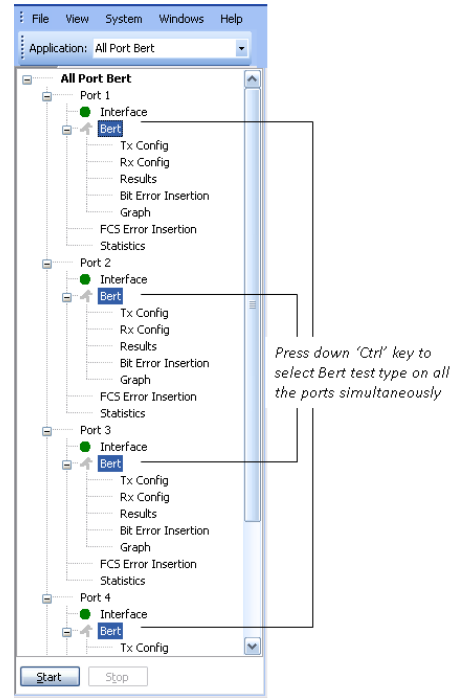 File View System Windows Help
Application: All Port Bert
All Port Bert
Port 1
Interface
Bert
Tx Config
Rx Config
Results
Bit Error Insertion
Graph
FCS Error Insertion
Statistics
Port 2
Interface
Bert
Tx Config
Rx Config
Results
Bit Error Insertion
Graph
FCS Error Insertion
Statistics
Port 3
Interface
Bert
Tx Config
Rx Config
Results
Bit Error Insertion
Graph
FCS Error Insertion
Statistics
Port 4
Interface
Bert
Tx Config
Press down ‘Ctrl’ key to
select Bert test type on all
the ports simultaneously
Start Stop